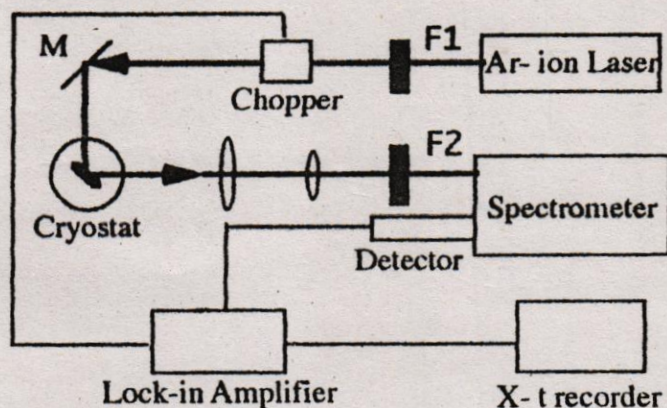 M
F1
Ar- ion Laser
Chopper
F2
Spectrometer
Cryostat
Detector
Lock-in Amplifier
X- t recorder